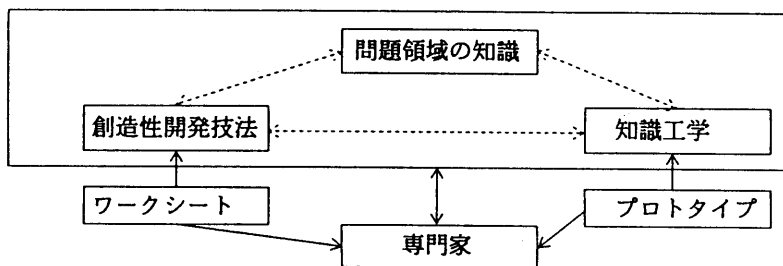 問題領域の知識
創造性開発技法
知識工学
ワークシート
プロトタイプ
専門家